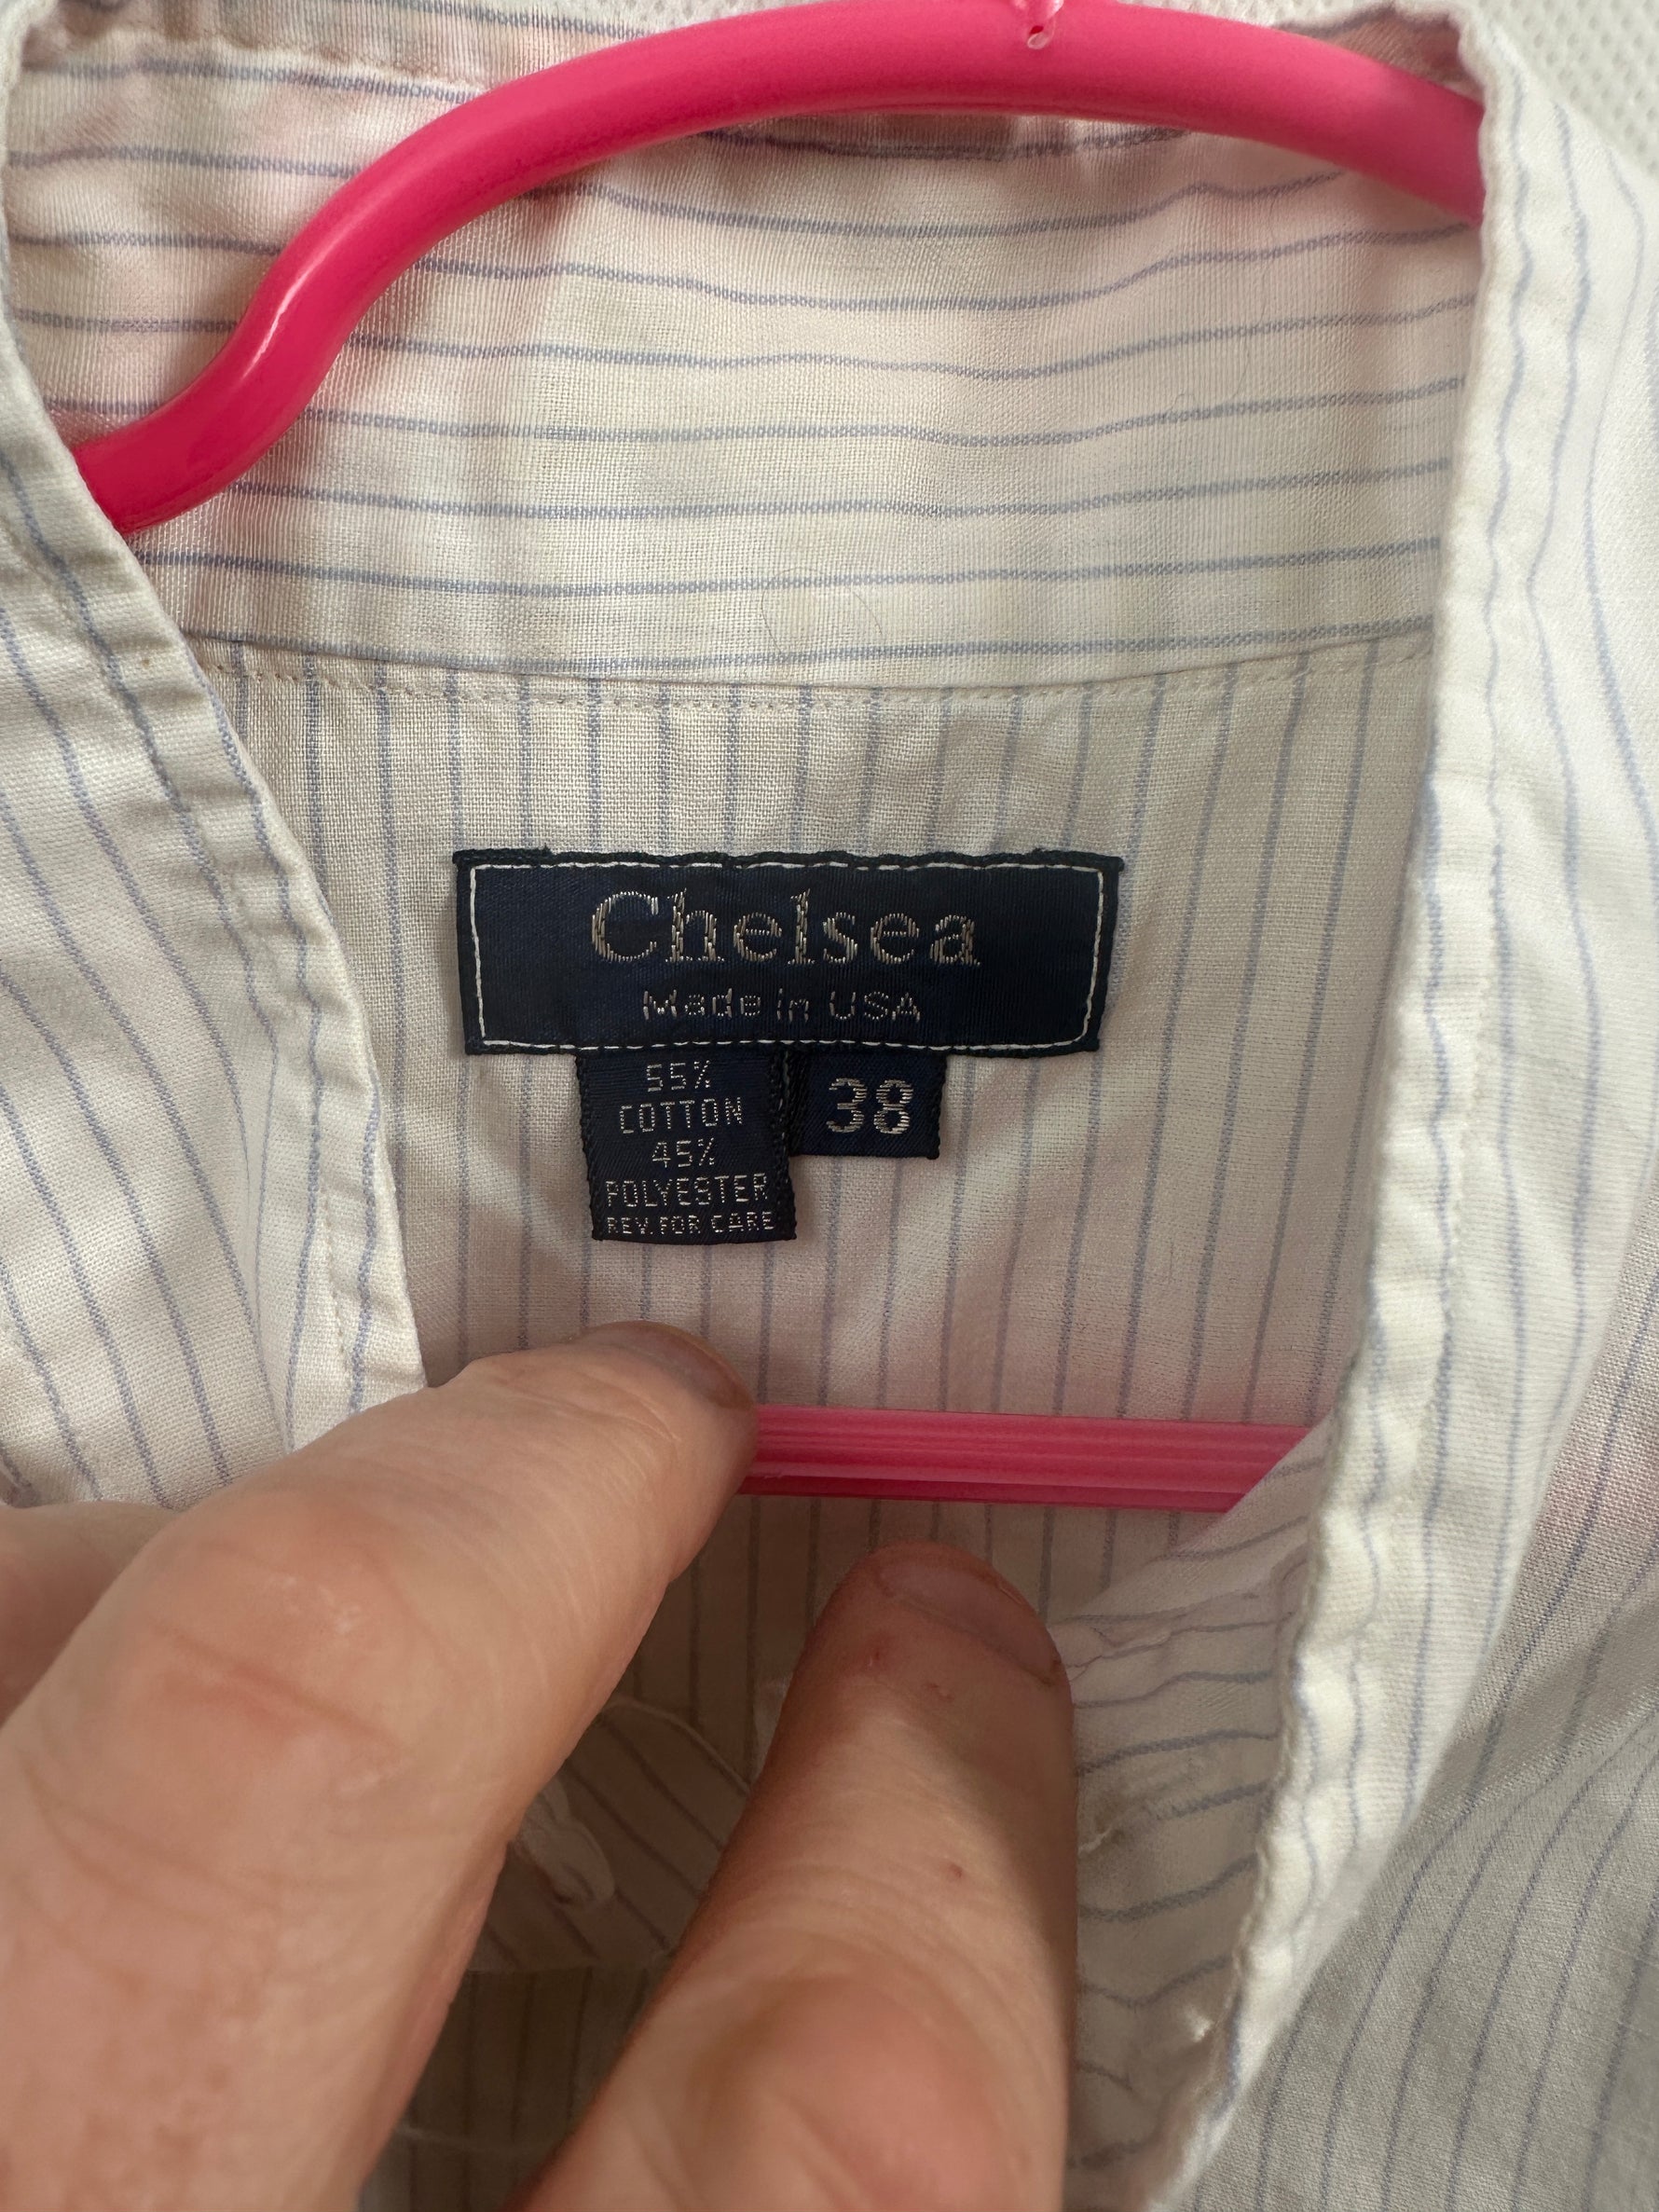 Chelsea
Made in USA
55%
COTTON
45%
POLYESTER
REV. FOR CARE
38